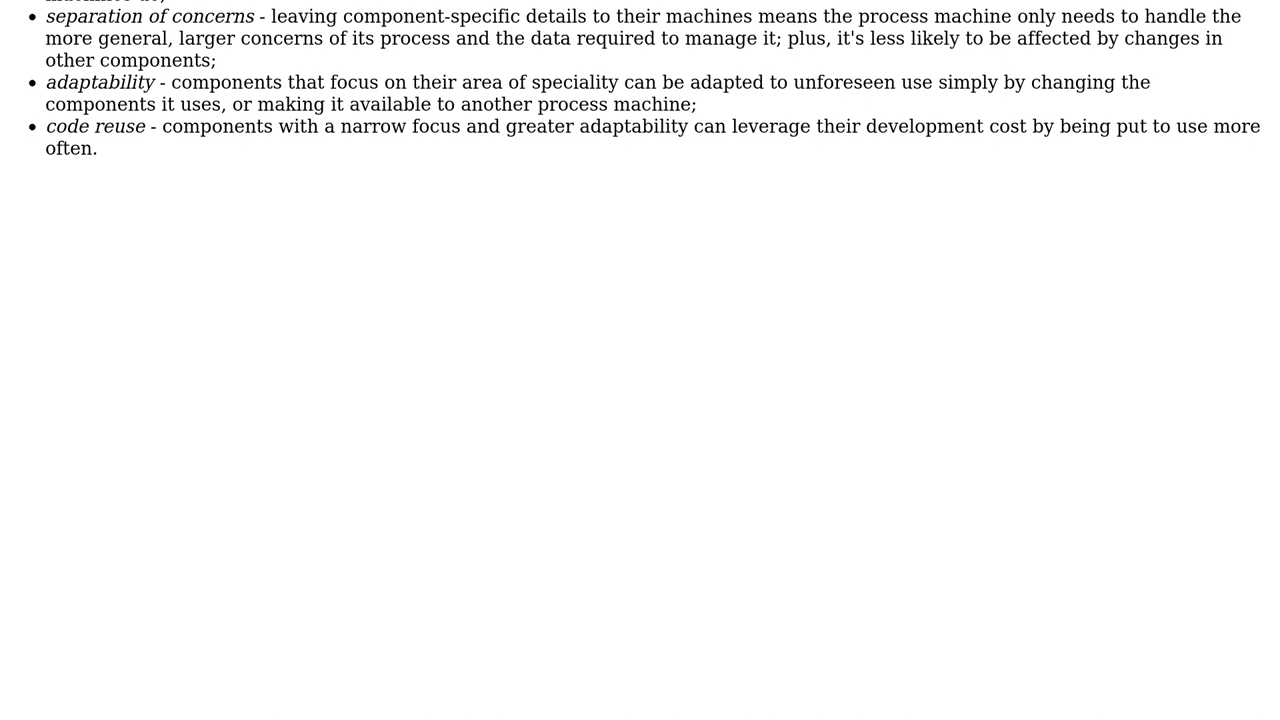 separation of concerns - leaving component-specific details to their machines means the process machine only needs to handle the
more general, larger concerns of its process and the data required to manage it; plus, it's less likely to be affected by changes in
other components;
adaptability - components that focus on their area of speciality can be adapted to unforeseen use simply by changing the
components it uses, or making it available to another process machine;
code reuse - components with a narrow focus and greater adaptability can leverage their development cost by being put to use more
often.